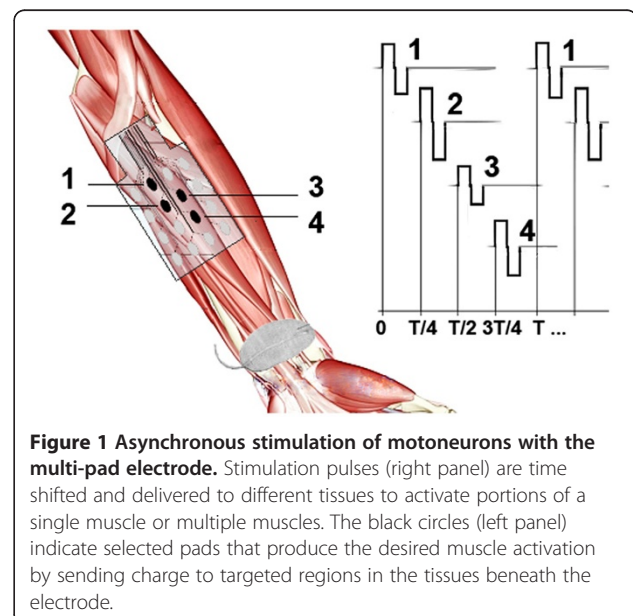 1
2
3
4
1
2
3
4
1
0 T/4 T/2 3T/4 T ...
Figure 1 Asynchronous stimulation of motoneurons with the
multi-pad electrode. Stimulation pulses (right panel) are time
shifted and delivered to different tissues to activate portions of a
single muscle or multiple muscles. The black circles (left panel)
indicate selected pads that produce the desired muscle activation
by sending charge to targeted regions in the tissues beneath the
electrode.